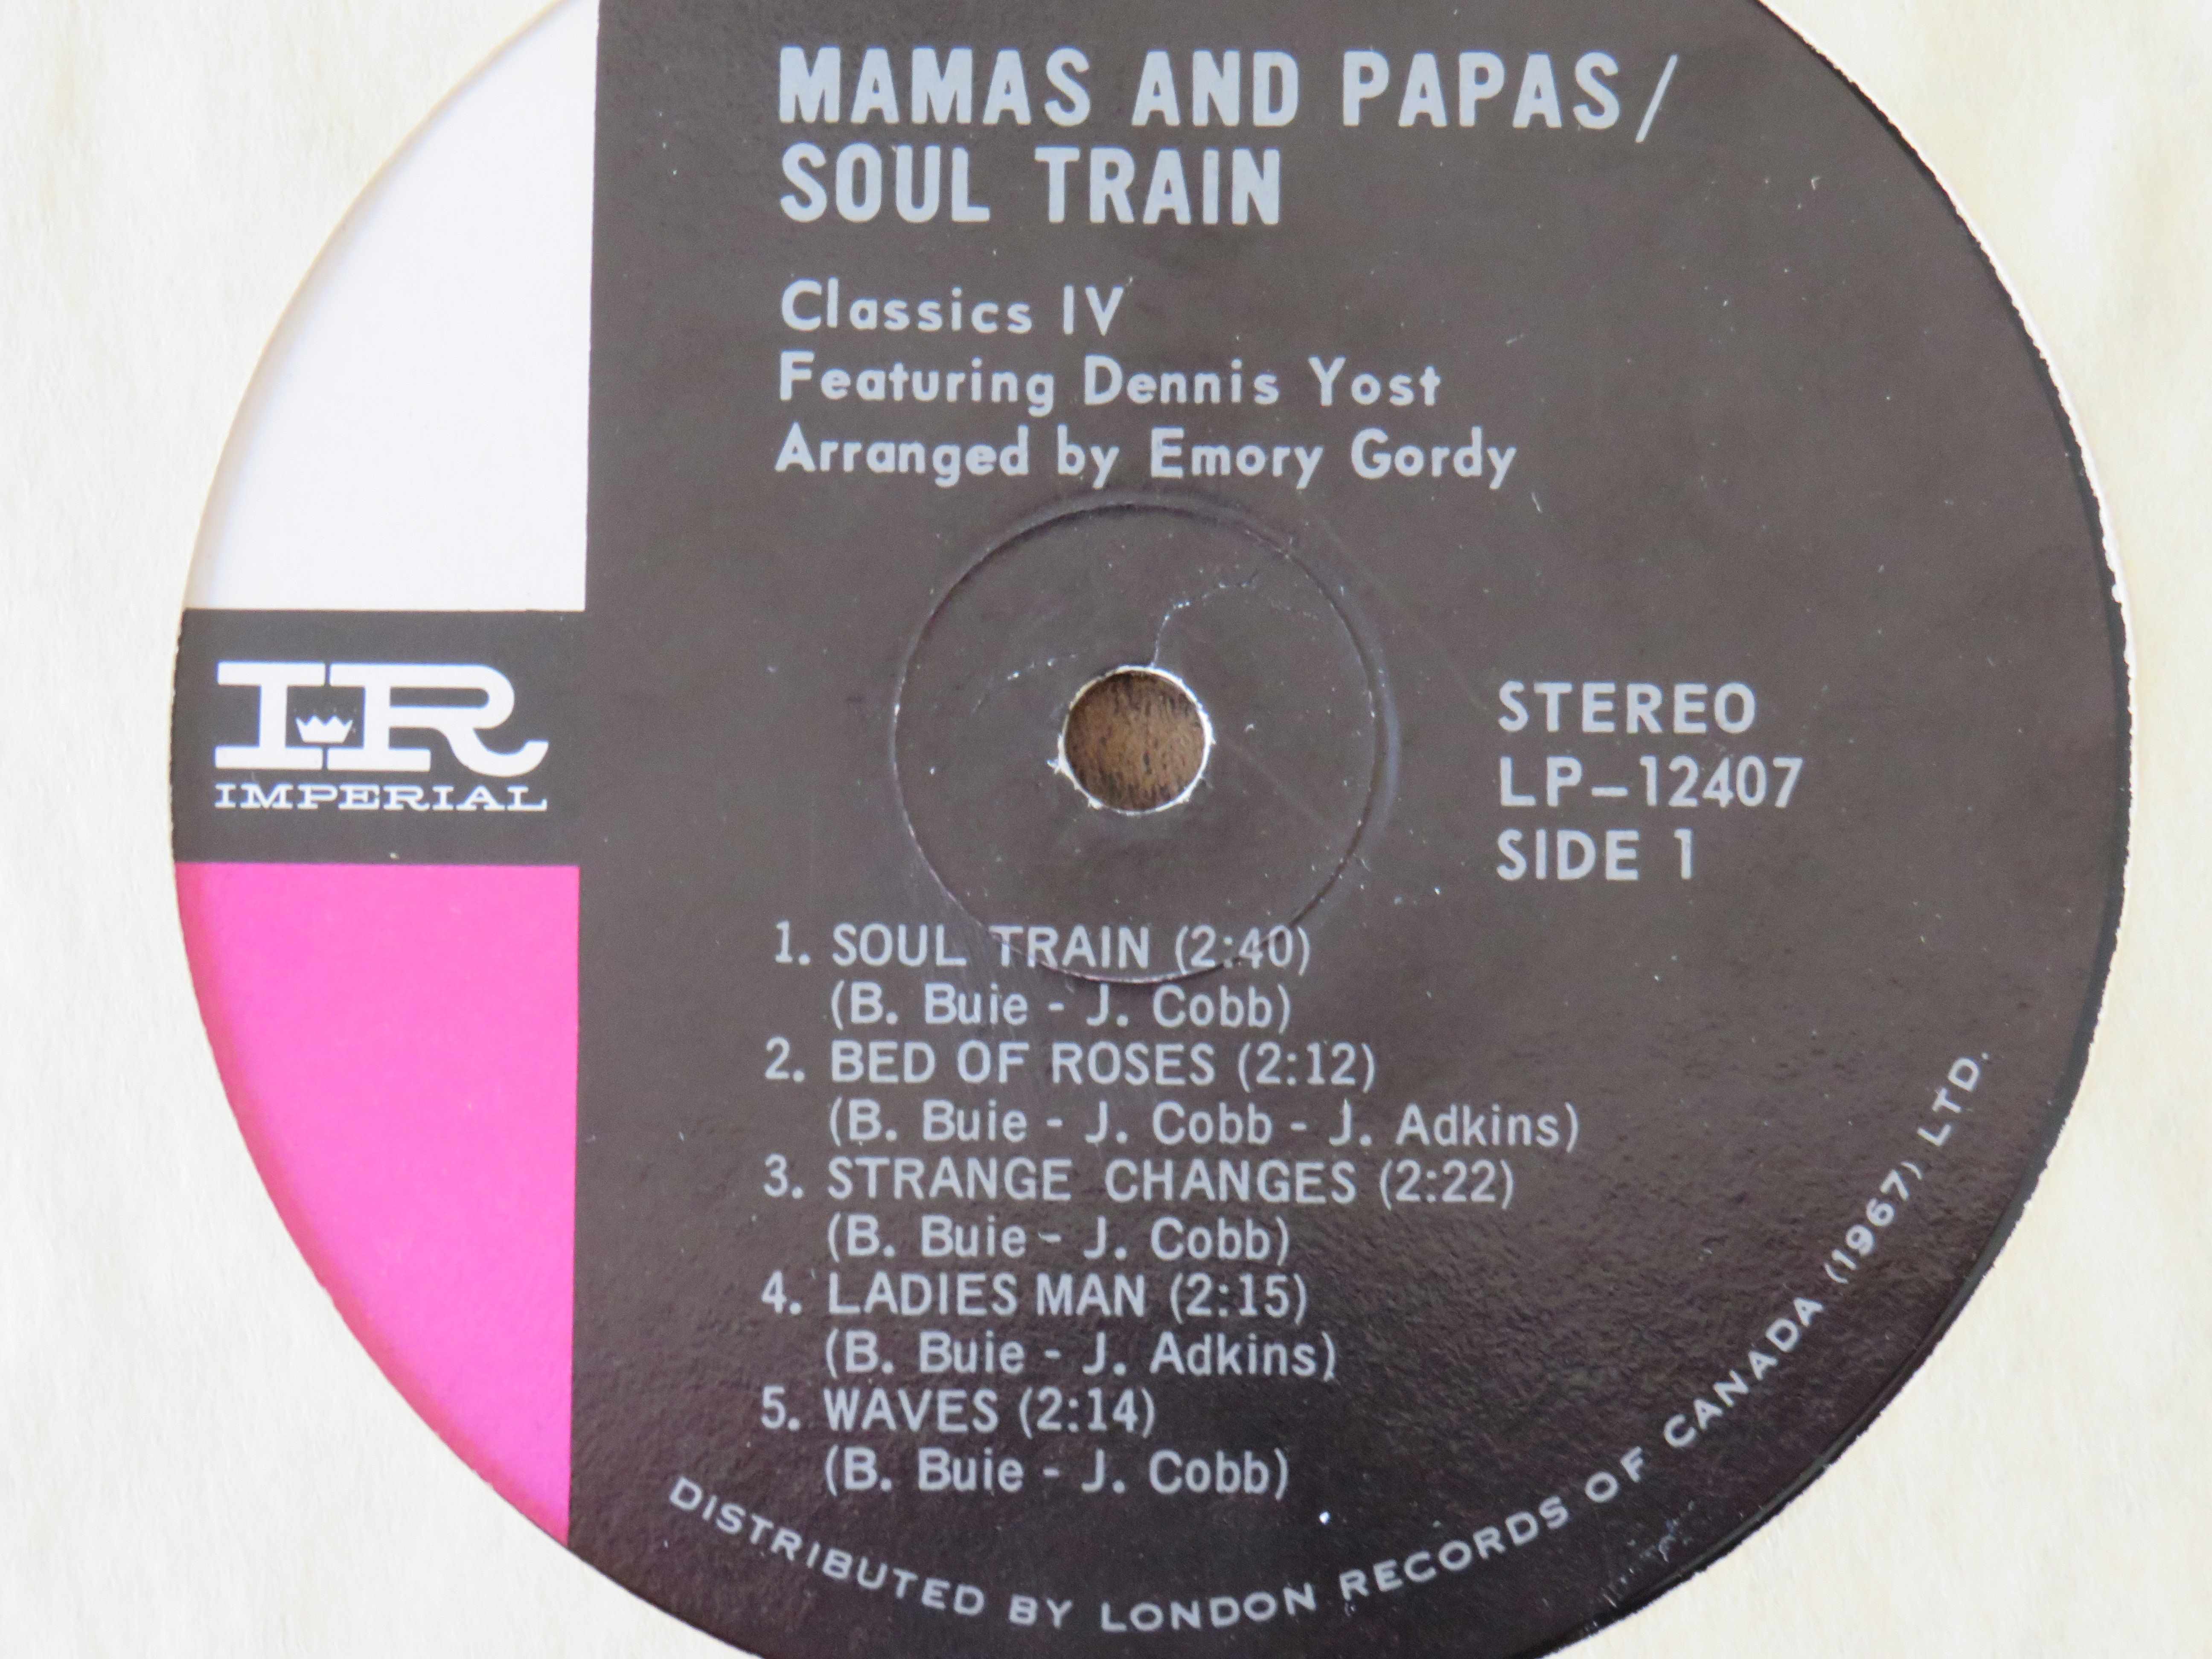 MAMAS AND PAPAS/
SOUL TRAIN
Classics IV
Featuring Dennis Yost
Arranged by Emory Gordy
IR
IMPERIAL
STEREO
LP-12407
SIDE 1
1. SOUL TRAIN (2:40)
(B. Buie - J. Cobb)
2. BED OF ROSES (2:12)
(B. Buie - J. Cobb - J. Adkins)
3. STRANGE CHANGES (2:22)
(B. Buie - J. Cobb)
4. LADIES MAN (2:15)
(B. Buie - J. Adkins)
5. WAVES (2:14)
(B. Buie - J. Cobb)
DISTRIBUTED BY LONDON RECORDS OF CANADA (1967) LTD.